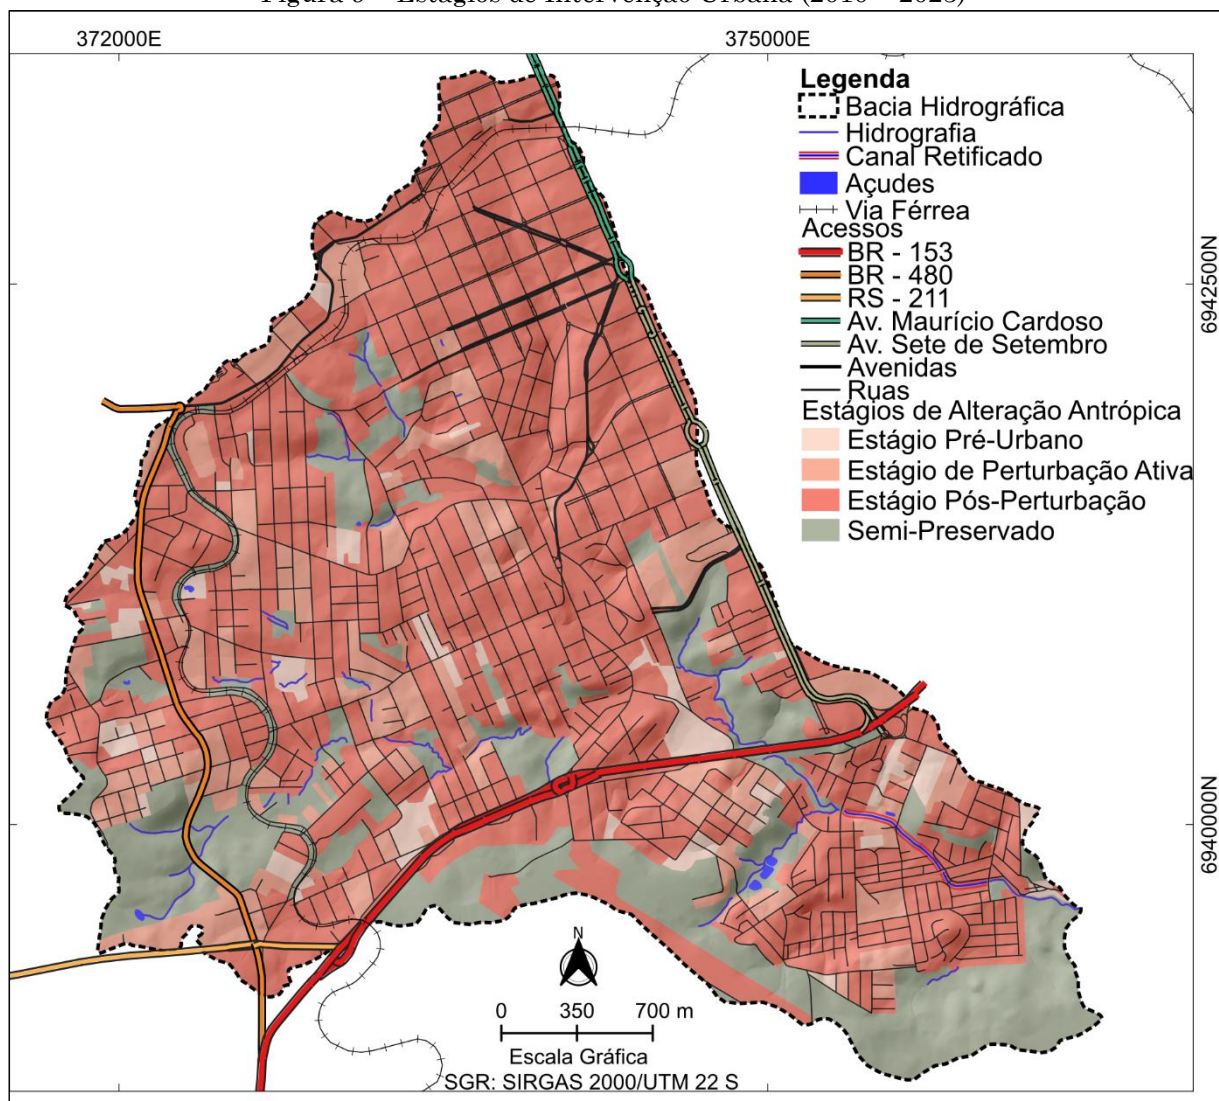 372000E 375000E
Legenda
Bacia Hidrográfica
Hidrografia
Canal Retificado
Açudes
Via Férrea
Acessos
BR - 153
BR - 480
RS - 211
Av. Maurício Cardoso
Av. Sete de Setembro
Avenidas
Ruas
Estágios de Alteração Antrópica
Estágio Pré-Urbano
Estágio de Perturbação Ativa
Estágio Pós-Perturbação
Semi-Preservado
6942500N
6940000N
N
0 350 700 m
Escala Gráfica
SGR: SIRGAS 2000/UTM 22 S